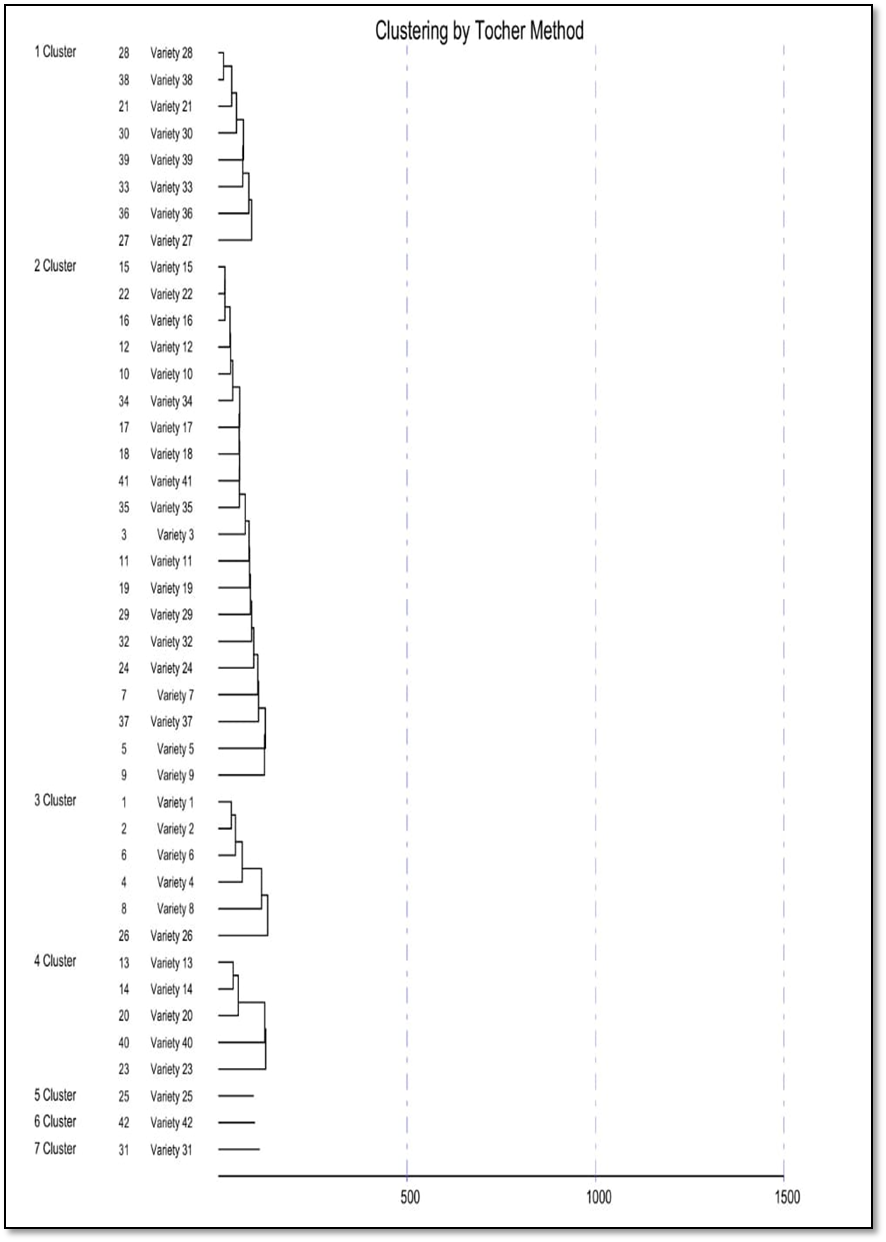 Clustering by Tocher Method
1 Cluster 28 Variety 28
38 Variety 38
21 Variety 21
30 Variety 30
39 Variety 39
33 Variety 33
36 Variety 36
27 Variety 27
2 Cluster 15 Variety 15
22 Variety 22
16 Variety 16
12 Variety 12
10 Variety 10
34 Variety 34
17 Variety 17
18 Variety 18
41 Variety 41
35 Variety 35
3 Variety 3
11 Variety 11
19 Variety 19
29 Variety 29
32 Variety 32
24 Variety 24
7 Variety 7
37 Variety 37
5 Variety 5
9 Variety 9
3 Cluster 1 Variety 1
2 Variety 2
6 Variety 6
4 Variety 4
8 Variety 8
26 Variety 26
4 Cluster 13 Variety 13
14 Variety 14
20 Variety 20
40 Variety 40
23 Variety 23
5 Cluster 25 Variety 25
6 Cluster 42 Variety 42
7 Cluster 31 Variety 31
500 1000 1500